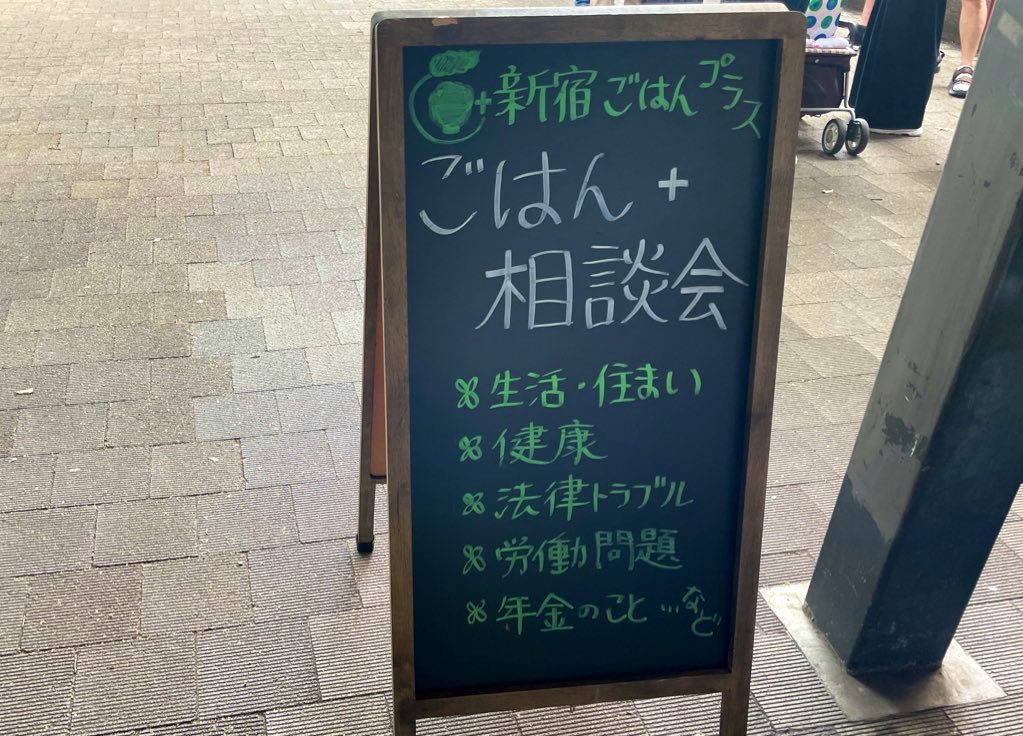 +新宿ごはんプラス
ごはん+
相談会
生活・住まい
健康
法律トラブル
労働問題
年金のこと…など